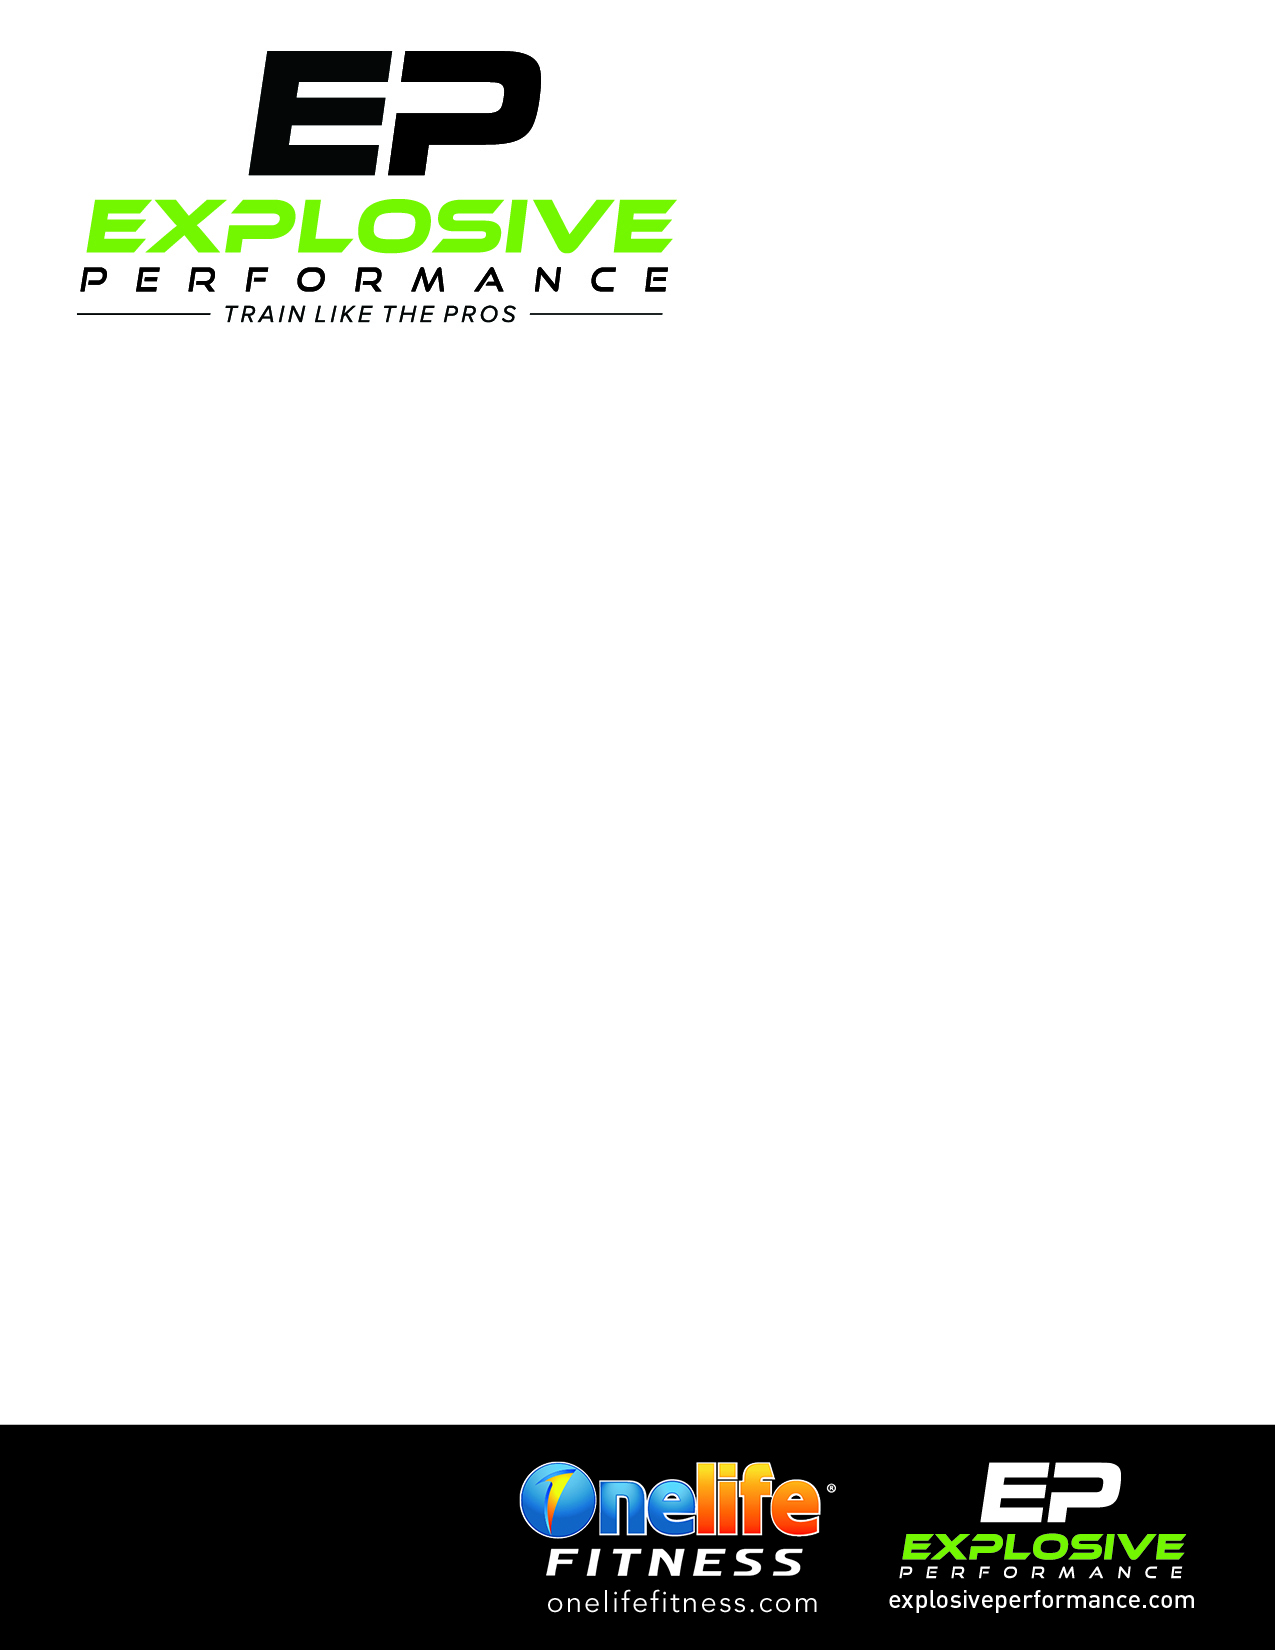 EP
EXPLOSIVE
PERFORMANCE
TRAIN LIKE THE PROS
Onelife®
FITNESS
onelifefitness.com
EP
EXPLOSIVE
PERFORMANCE
explosiveperformance.com